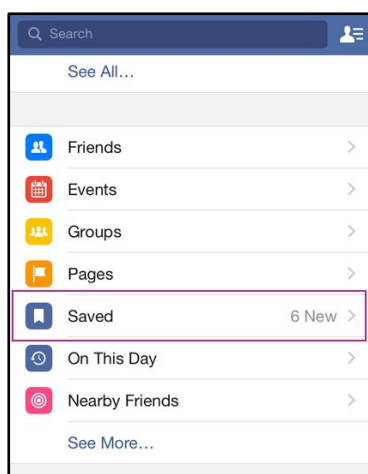 Search
See All...
Friends
Events
Groups
Pages
Saved 6 New
On This Day
Nearby Friends
See More...